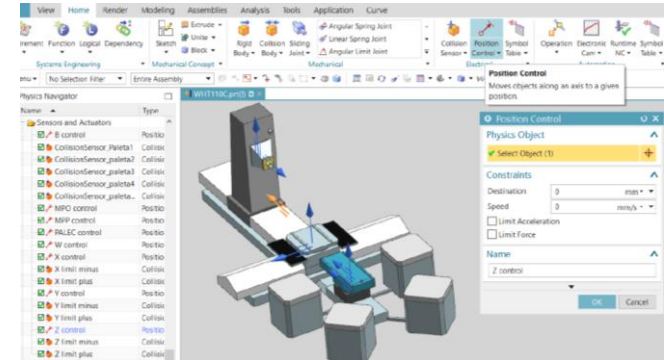 View Home Render Modeling Assemblies Analysis Tools Application Curve
Extrude
Unite
Block
Angular Spring Joint
Linear Spring Joint
Angular Limit Joint
Function Logical Dependency
Sketch
Rigid Body
Collision Body
Sliding Joint
Collision Sensor
Position Control
Symbol Table
Operation
Electronic Cam
Runtime NC
Symbol Table
Systems Engineering
Mechanical Concept
Mechanical
No Selection Filter
Entire Assembly
Position Control
Moves objects along an axis to a given
position.
Physics Navigator
Name Type
Sensors and Actuators
B control Positio
CollisionSensor_Paleta1 Collisic
CollisionSensor_paleta2 Collisic
CollisionSensor_paleta3 Collisic
CollisionSensor_paleta4 Collisic
CollisionSensor_paleta... Collisic
MPO control Positio
MPP control Positio
PALEC control Positio
W control Positio
X control Positio
X limit minus Collisic
X limit plus Collisic
Y control Positio
Y limit minus Collisic
Y limit plus Collisic
Z control Positio
Z limit minus Collisic
Z limit plus Collisic
Position Control
Physics Object
Select Object (1)
Constraints
Destination 0 mm
Speed 0 mm/s
Limit Acceleration
Limit Force
Name
Z control
OK Cancel